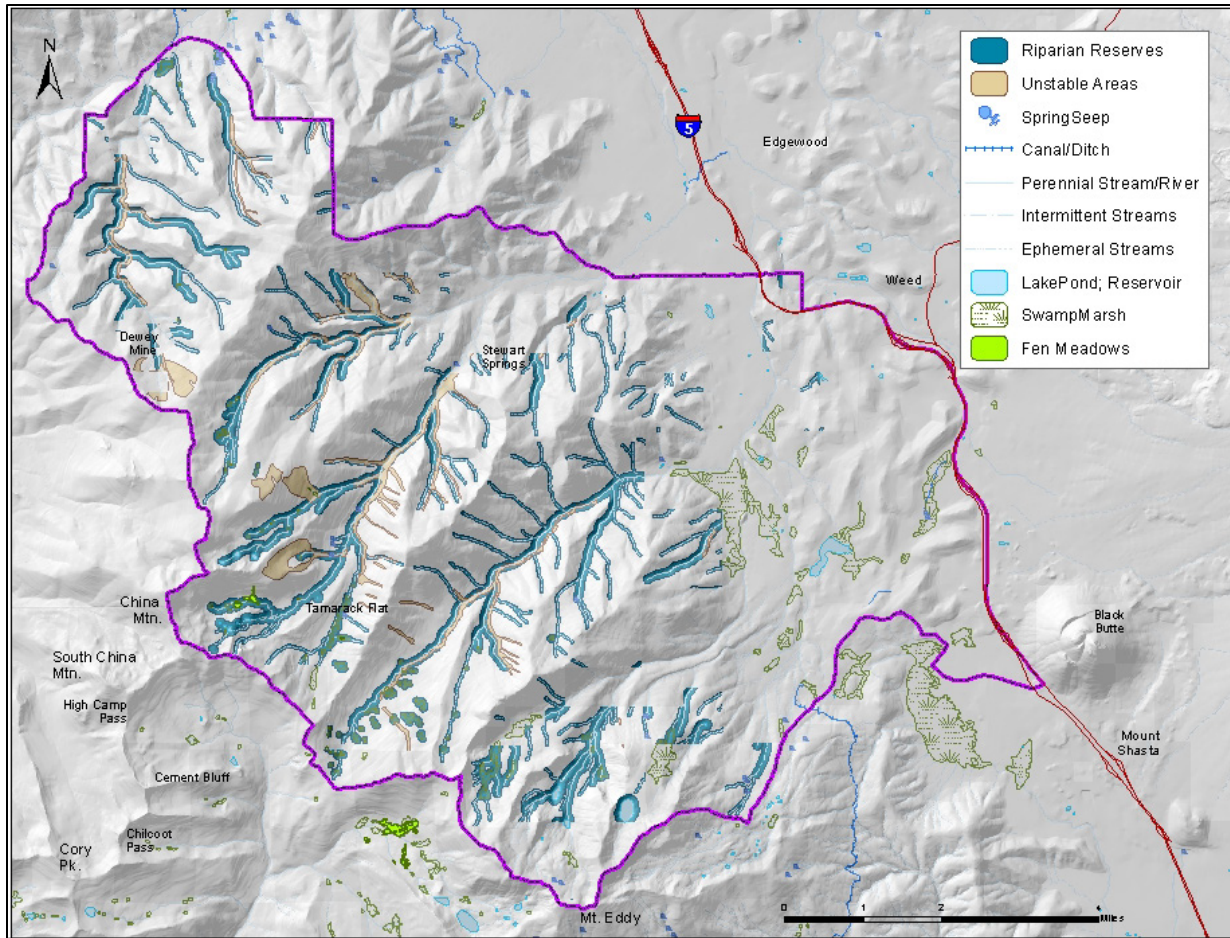 N
Riparian Reserves
Unstable Areas
SpringSeep
Canal/Ditch
Perennial Stream/River
Intermittent Streams
Ephemeral Streams
LakePond; Reservoir
SwampMarsh
Fen Meadows
5
Edgewood
Weed
Dewey
Mine
Stewart
Springs
China
Mtn.
Tamarack Flat
South China
Mtn.
High Camp
Pass
Cement Bluff
Chilcoot
Pass
Cory
Pk.
Mt. Eddy
Black
Butte
Mount
Shasta
0 1 2 4
Miles